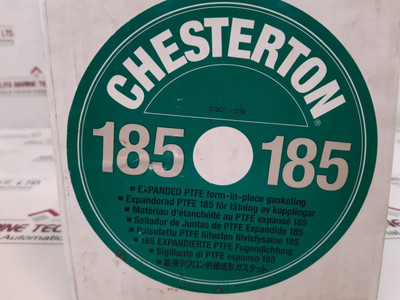 CHESTERTON®
185 185
■ EXPANDED PTFE form-in-place gasketing
■ Expanderad PTFE 185 för tätning av kopplingar
■ Matériau d'étanchéité au PTFE expansé 185
■ Sellador de Juntas de PTFE Expandido 185
■ Paisutettu PTFE liitosten tiivistysaine 185
■ 185 EXPANDIERTE PTFE Fugendichtung
■ Sigillante di PTFE espanso 185